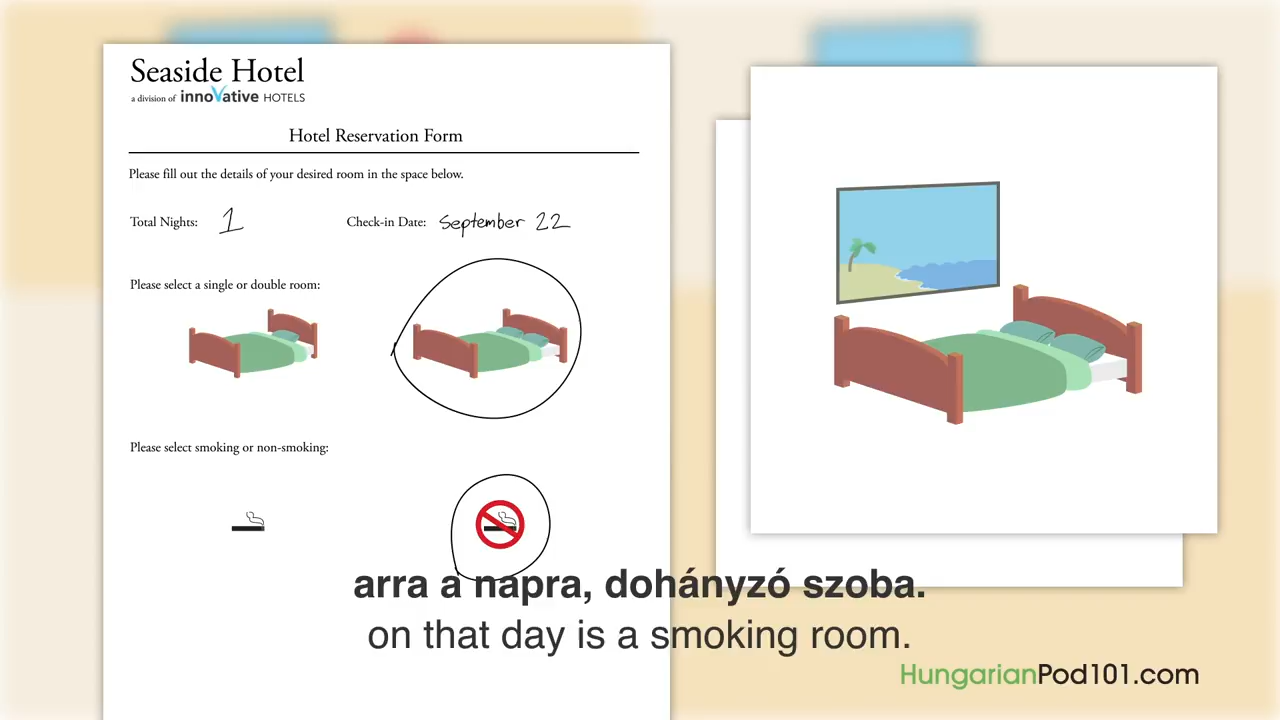 Seaside Hotel
a division of innoVative HOTELS
Hotel Reservation Form
Please fill out the details of your desired room in the space below.
Total Nights: 1 Check-in Date: September 22
Please select a single or double room:
Please select smoking or non-smoking:
arra a napra, dohányzó szoba.
on that day is a smoking room.
HungarianPod101.com